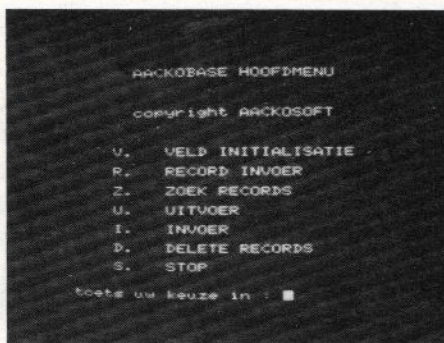 AACKOBASE HOOFDMENU
copyright AACKOSOFT
V. VELD INITIALISATIE
R. RECORD INVOER
Z. ZOEK RECORDS
U. UITVOER
I. INVOER
D. DELETE RECORDS
S. STOP
toets uw keuze in :